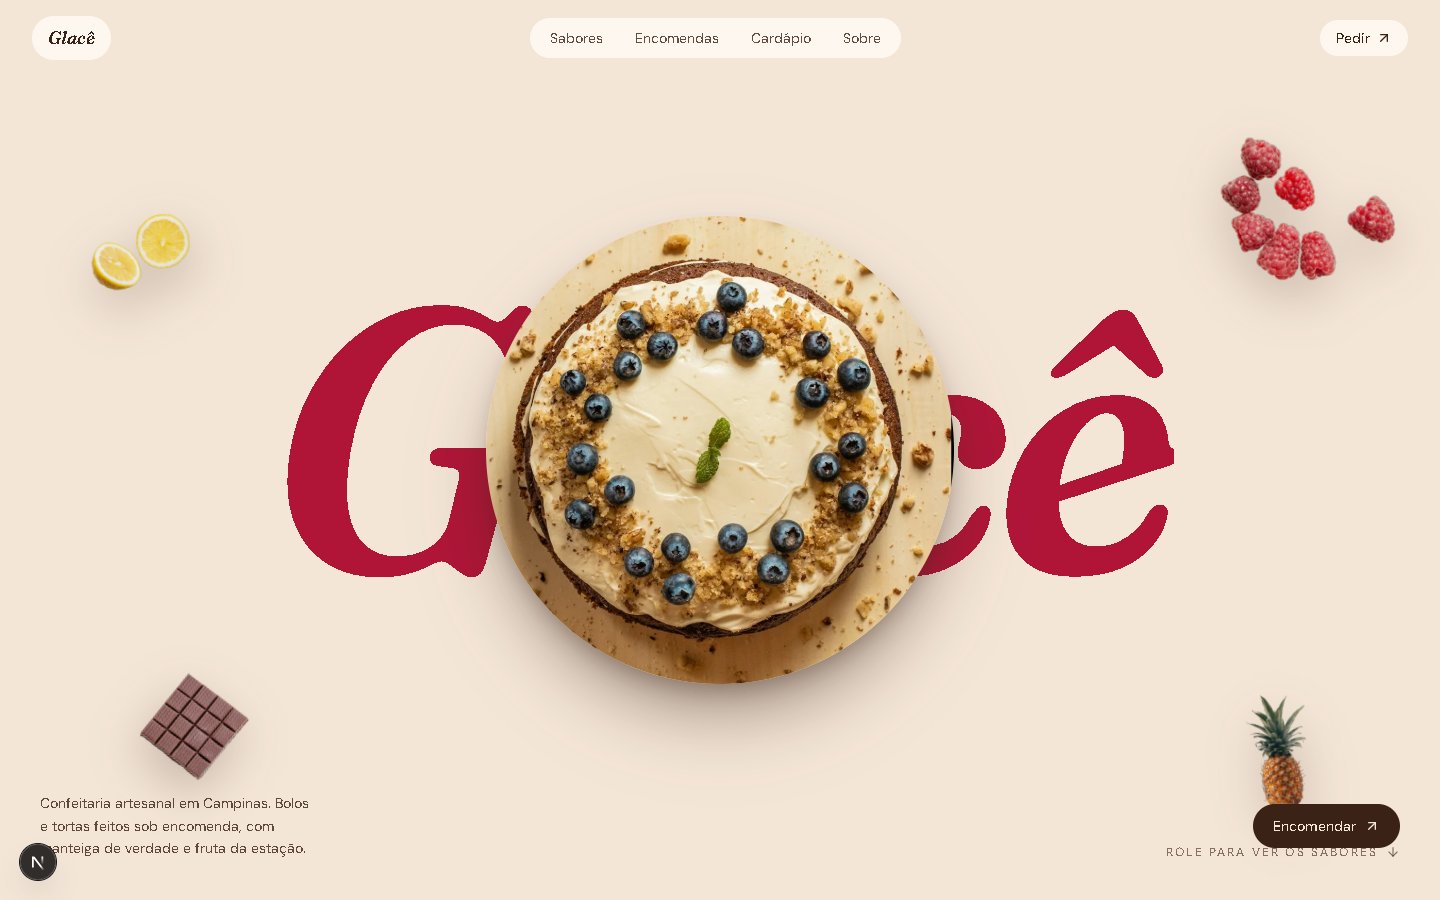 Glacê
Sabores
Encomendas
Cardápio
Sobre
Pedir
G cê
Confeitaria artesanal em Campinas. Bolos
e tortas feitos sob encomenda, com
anteiga de verdade e fruta da estação.
N
Encomendar
ROLE PARA VER OS SABORES